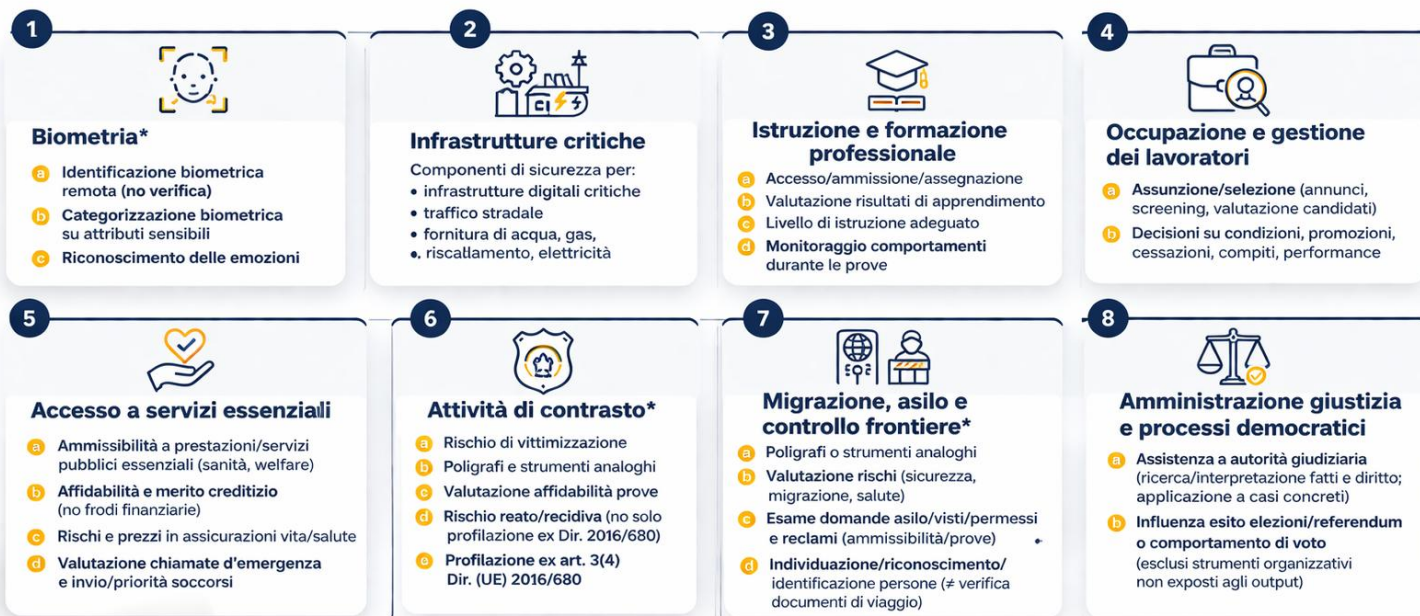 1
Biometria*
a Identificazione biometrica
remota (no verifica)
b Categorizzazione biometrica
su attributi sensibili
c Riconoscimento delle emozioni
2
Infrastrutture critiche
Componenti di sicurezza per:
• infrastrutture digitali critiche
• traffico stradale
• fornitura di acqua, gas,
•. riscallamento, elettricità
3
Istruzione e formazione
professionale
a Accesso/ammissione/assegnazione
b Valutazione risultati di apprendimento
c Livello di istruzione adeguato
d Monitoraggio comportamenti
durante le prove
4
Occupazione e gestione
dei lavoratori
a Assunzione/selezione (annunci,
screening, valutazione candidati)
b Decisioni su condizioni, promozioni,
cessazioni, compiti, performance
5
Accesso a servizi essenziali
a Ammissibilità a prestazioni/servizi
pubblici essenziali (sanità, welfare)
b Affidabilità e merito creditizio
(no frodi finanziarie)
c Rischi e prezzi in assicurazioni vita/salute
d Valutazione chiamate d'emergenza
e invio/priorità soccorsi
6
Attività di contrasto*
a Rischio di vittimizzazione
b Poligrafi e strumenti analoghi
c Valutazione affidabilità prove
d Rischio reato/recidiva (no solo
profilazione ex Dir. 2016/680)
e Profilazione ex art. 3(4)
Dir. (UE) 2016/680
7
Migrazione, asilo e
controllo frontiere*
a Poligrafi o strumenti analoghi
b Valutazione rischi (sicurezza,
migrazione, salute)
c Esame domande asilo/visti/permessi
e reclami (ammissibilità/prove)
d Individuazione/riconoscimento/
identificazione persone (≠ verifica
documenti di viaggio)
8
Amministrazione giustizia
e processi democratici
a Assistenza a autorità giudiziaria
(ricerca/interpretazione fatti e diritto;
applicazione a casi concreti)
b Influenza esito elezioni/referendum
o comportamento di voto
(esclusi strumenti organizzativi
non exposti agli output)